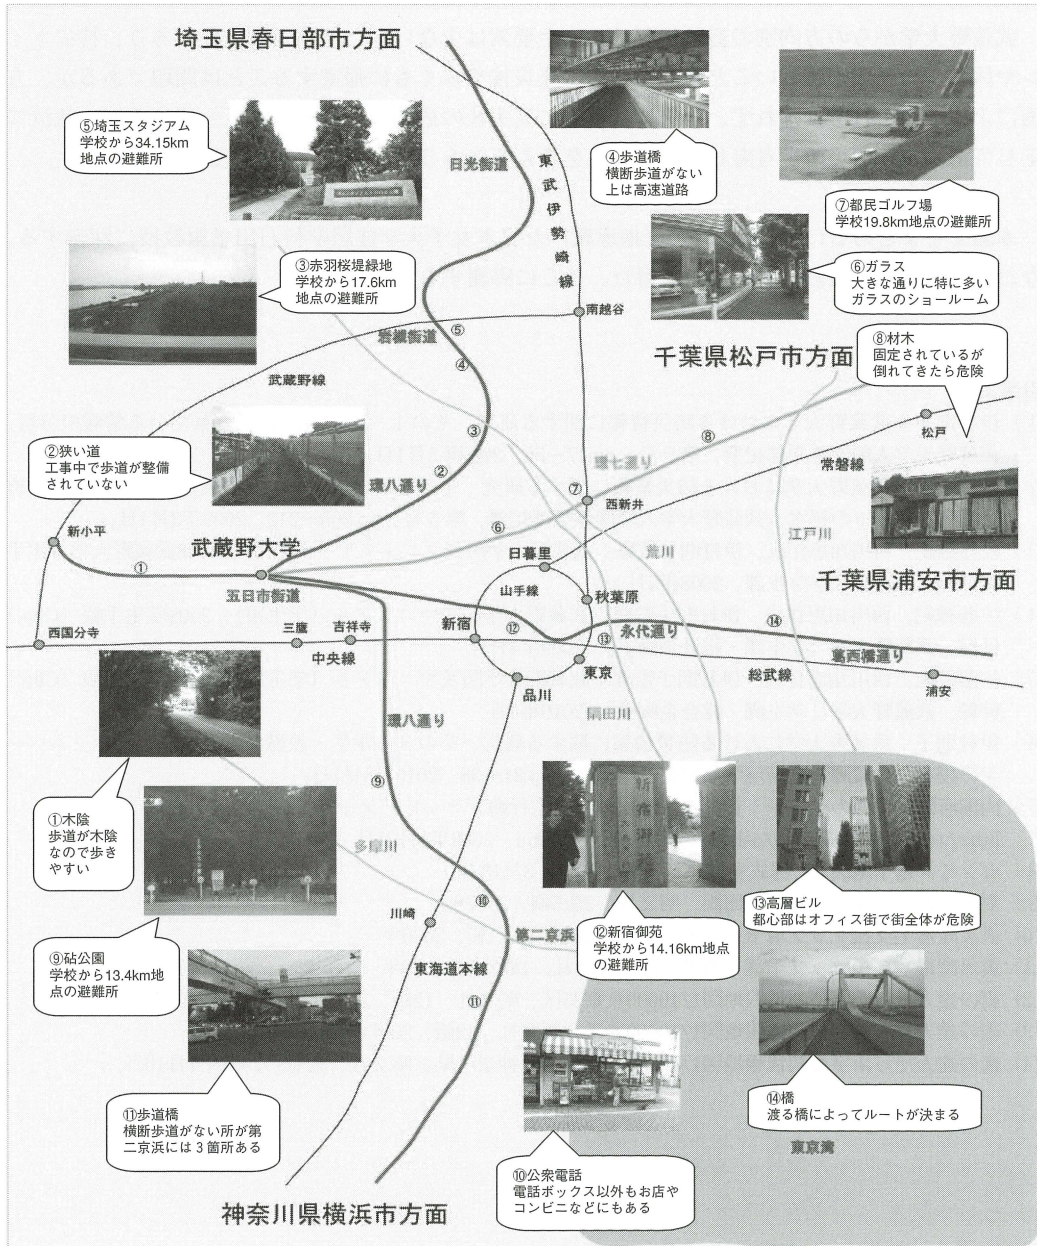 埼玉県春日部市方面
⑤埼玉スタジアム
学校から34.15km
地点の避難所
日光街道
東武伊勢崎線
④歩道橋
横断歩道がない
上は高速道路
⑦都民ゴルフ場
学校19.8km地点の避難所
③赤羽桜堤緑地
学校から17.6km
地点の避難所
⑥ガラス
大きな通りに特に多い
ガラスのショールーム
南越谷
岩槻街道
⑤
④
武蔵野線
千葉県松戸市方面
⑧材木
固定されているが
倒れてきたら危険
松戸
常磐線
③
⑧
②狭い道
工事中で歩道が整備
されていない
②
環八通り
環七通り
⑦
西新井
⑥
新小平
武蔵野大学
①
五日市街道
日暮里
山手線
荒川
江戸川
千葉県浦安市方面
秋葉原
西国分寺
三鷹
吉祥寺
中央線
新宿
⑫
⑬
永代通り
⑭
東京
葛西橋通り
総武線
浦安
品川
隅田川
環八通り
⑨
①木陰
歩道が木陰
なので歩き
やすい
多摩川
新宿御苑
⑩
川崎
第二京浜
⑫新宿御苑
学校から14.16km地点
の避難所
⑬高層ビル
都心部はオフィス街で街全体が危険
⑨砧公園
学校から13.4km地
点の避難所
東海道本線
⑪
⑪歩道橋
横断歩道がない所が第
二京浜には3箇所ある
⑭橋
渡る橋によってルートが決まる
東京湾
⑩公衆電話
電話ボックス以外もお店や
コンビニなどにもある
神奈川県横浜市方面